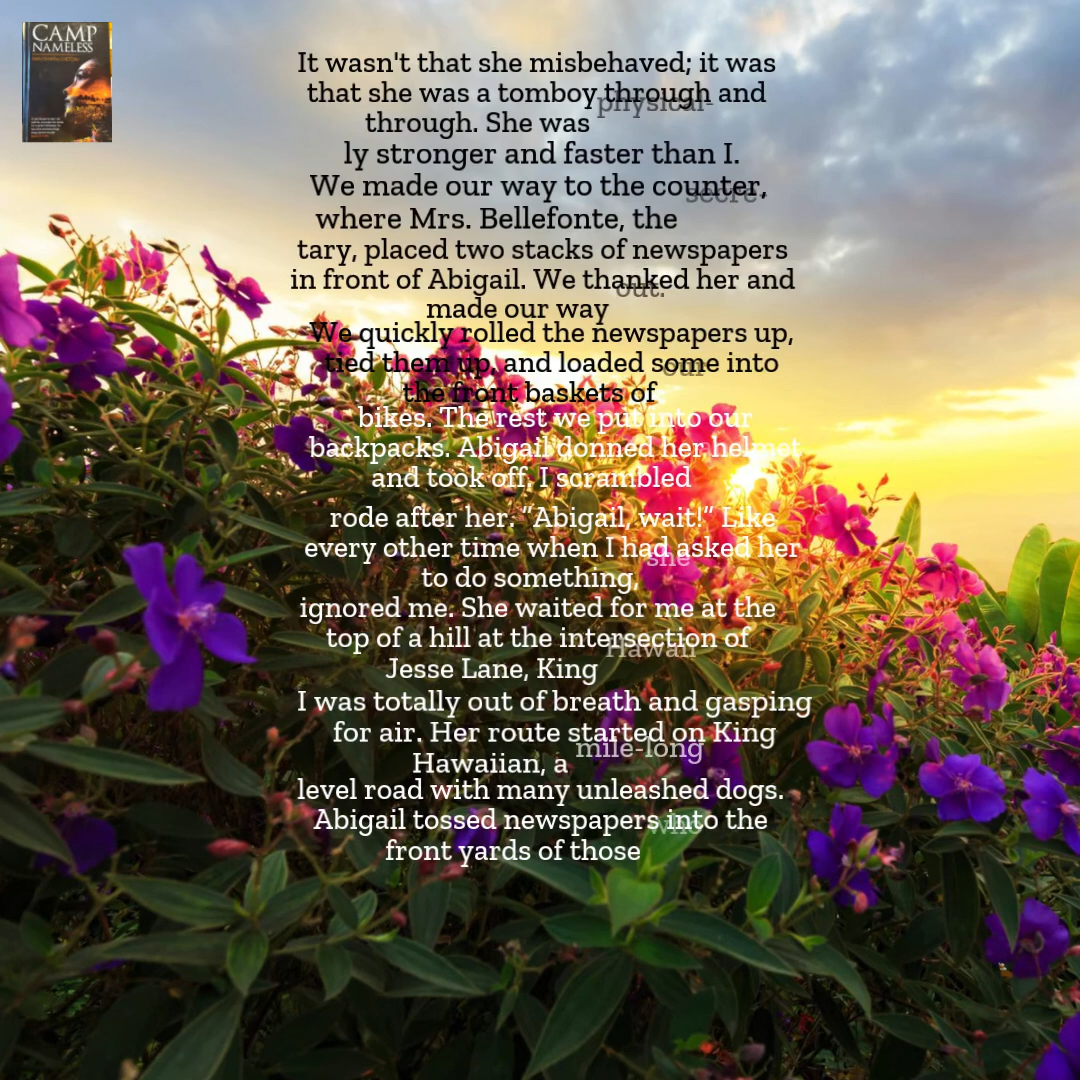 CAMP
NAMELESS
It wasn't that she misbehaved; it was
that she was a tomboy through and
through. She was physical-
ly stronger and faster than I.
We made our way to the counter,
where Mrs. Bellefonte, the secre-
tary, placed two stacks of newspapers
in front of Abigail. We thanked her and
made our way out.
We quickly rolled the newspapers up,
tied them up, and loaded some into
the front baskets of our
bikes. The rest we put into our
backpacks. Abigail donned her helmet
and took off. I scrambled
rode after her. “Abigail, wait!” Like
every other time when I had asked her
to do something, she
ignored me. She waited for me at the
top of a hill at the intersection of
Jesse Lane, King Hawaii
I was totally out of breath and gasping
for air. Her route started on King
Hawaiian, a mile-long
level road with many unleashed dogs.
Abigail tossed newspapers into the
front yards of those who